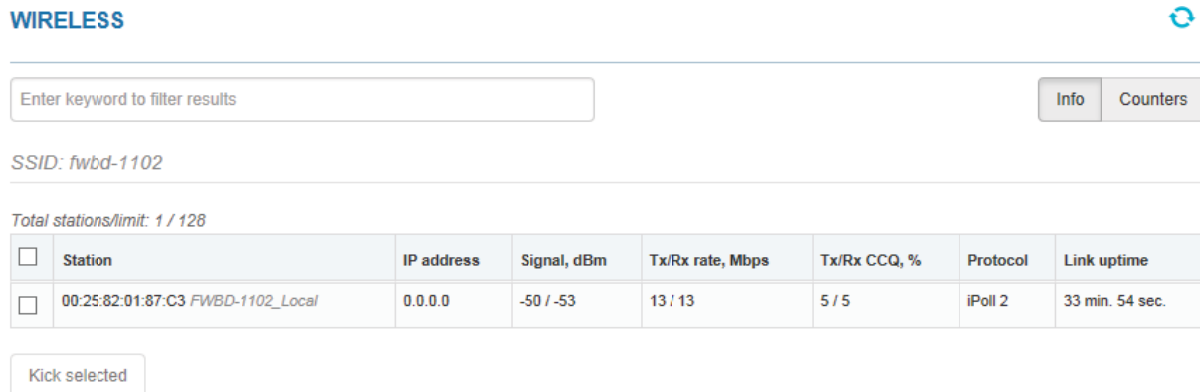 WIRELESS
Enter keyword to filter results
Info Counters
SSID: fwbd-1102
Total stations/limit: 1 / 128
Station IP address Signal, dBm Tx/Rx rate, Mbps Tx/Rx CCQ, % Protocol Link uptime
00:25:82:01:87:C3 FWBD-1102_Local 0.0.0.0 -50 / -53 13 / 13 5 / 5 iPoll 2 33 min. 54 sec.
Kick selected